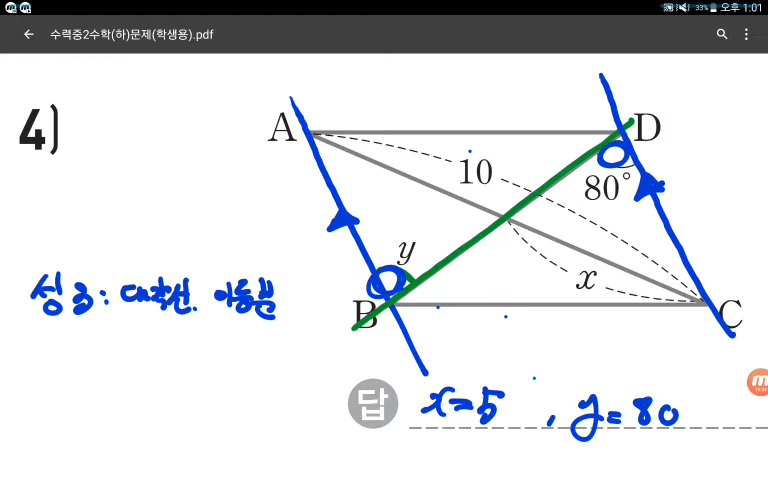 33% 오후 1:01
수력중2수학(하)문제(학생용).pdf
4)
A
D
10
80°
y
x
성질: 대각선. 이등분
B
C
답 x=5 , y=80